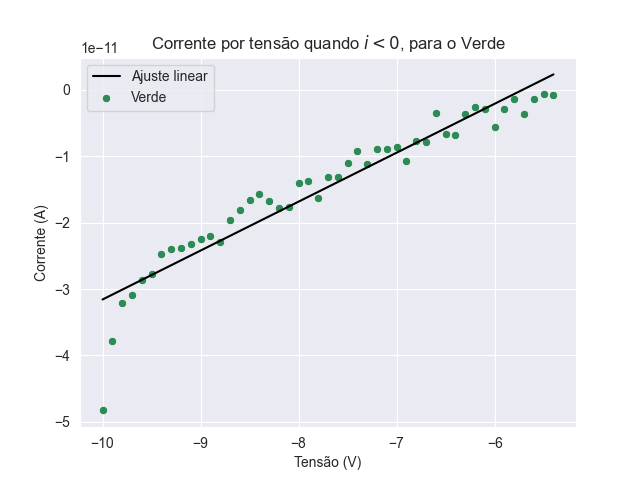 Corrente por tensão quando i < 0, para o Verde
1e−11
Ajuste linear
Verde
0
−1
−2
−3
−4
−5
Corrente (A)
−10
−9
−8
−7
−6
Tensão (V)